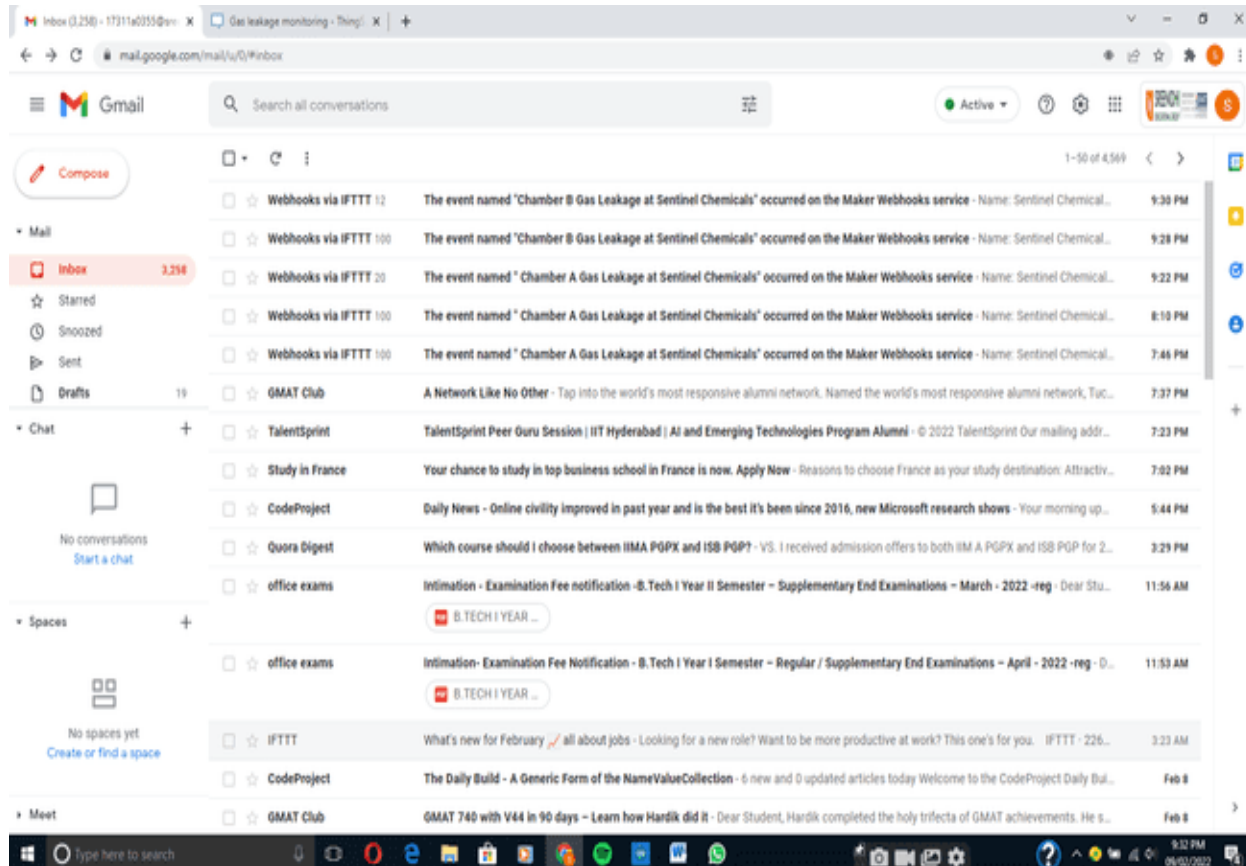 Inbox (3,258) - 17311a0355@sre
Gas leakage monitoring - ThingS
mail.google.com/mail/u/0/#inbox
Gmail
Search all conversations
Active
S
Compose
1-50 of 4,569
Mail
Inbox 3,258
Starred
Snoozed
Sent
Drafts 19
Chat
No conversations
Start a chat
Spaces
No spaces yet
Create or find a space
Meet
Webhooks via IFTTT 12 The event named "Chamber B Gas Leakage at Sentinel Chemicals" occurred on the Maker Webhooks service - Name: Sentinel Chemical... 9:30 PM
Webhooks via IFTTT 100 The event named "Chamber B Gas Leakage at Sentinel Chemicals" occurred on the Maker Webhooks service - Name: Sentinel Chemical... 9:28 PM
Webhooks via IFTTT 20 The event named " Chamber A Gas Leakage at Sentinel Chemicals" occurred on the Maker Webhooks service - Name: Sentinel Chemical... 9:22 PM
Webhooks via IFTTT 100 The event named " Chamber A Gas Leakage at Sentinel Chemicals" occurred on the Maker Webhooks service - Name: Sentinel Chemical... 8:10 PM
Webhooks via IFTTT 100 The event named " Chamber A Gas Leakage at Sentinel Chemicals" occurred on the Maker Webhooks service - Name: Sentinel Chemical... 7:46 PM
GMAT Club A Network Like No Other - Tap into the world's most responsive alumni network. Named the world's most responsive alumni network, Tuc... 7:37 PM
TalentSprint TalentSprint Peer Guru Session | IIT Hyderabad | AI and Emerging Technologies Program Alumni - © 2022 TalentSprint Our mailing addr... 7:23 PM
Study in France Your chance to study in top business school in France is now. Apply Now - Reasons to choose France as your study destination: Attractiv... 7:02 PM
CodeProject Daily News - Online civility improved in past year and is the best it's been since 2016, new Microsoft research shows - Your morning up... 5:44 PM
Quora Digest Which course should I choose between IIMA PGPX and ISB PGP? - VS. I received admission offers to both IIM A PGPX and ISB PGP for 2... 3:29 PM
office exams Intimation - Examination Fee notification -B.Tech I Year II Semester – Supplementary End Examinations – March - 2022 -reg - Dear Stu... 11:56 AM
PDF B.TECH I YEAR ...
office exams Intimation- Examination Fee Notification - B.Tech I Year I Semester – Regular / Supplementary End Examinations – April - 2022 -reg - D... 11:53 AM
PDF B.TECH I YEAR ...
IFTTT What's new for February 📈 all about jobs - Looking for a new role? Want to be more productive at work? This one's for you. IFTTT - 226... 3:23 AM
CodeProject The Daily Build - A Generic Form of the NameValueCollection - 6 new and 0 updated articles today Welcome to the CodeProject Daily Bui... Feb 8
GMAT Club GMAT 740 with V44 in 90 days – Learn how Hardik did it - Dear Student, Hardik completed the holy trifecta of GMAT achievements. He s... Feb 8
Type here to search
9:32 PM
09/02/2022